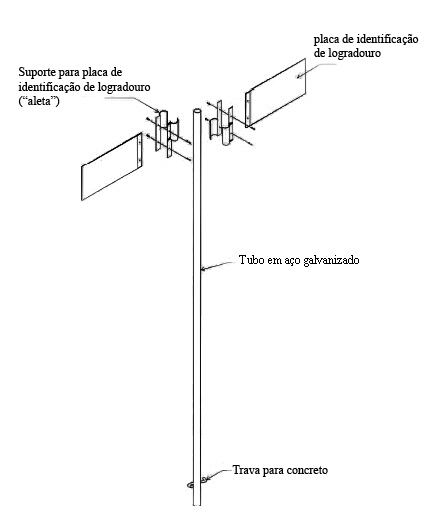 placa de identificação
de logradouro
Suporte para placa de
identificação de logradouro
(“aleta”)
Tubo em aço galvanizado
Trava para concreto